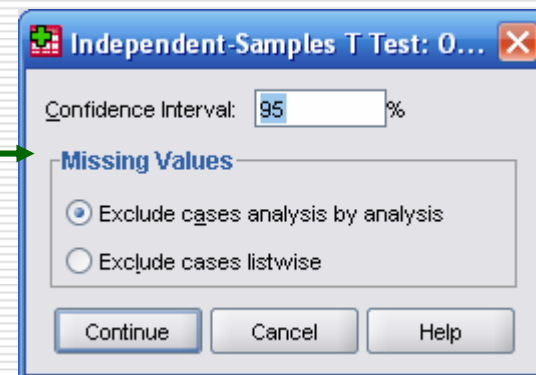 Independent-Samples T Test: O...
Confidence Interval: 95 %
Missing Values
Exclude cases analysis by analysis
Exclude cases listwise
Continue Cancel Help